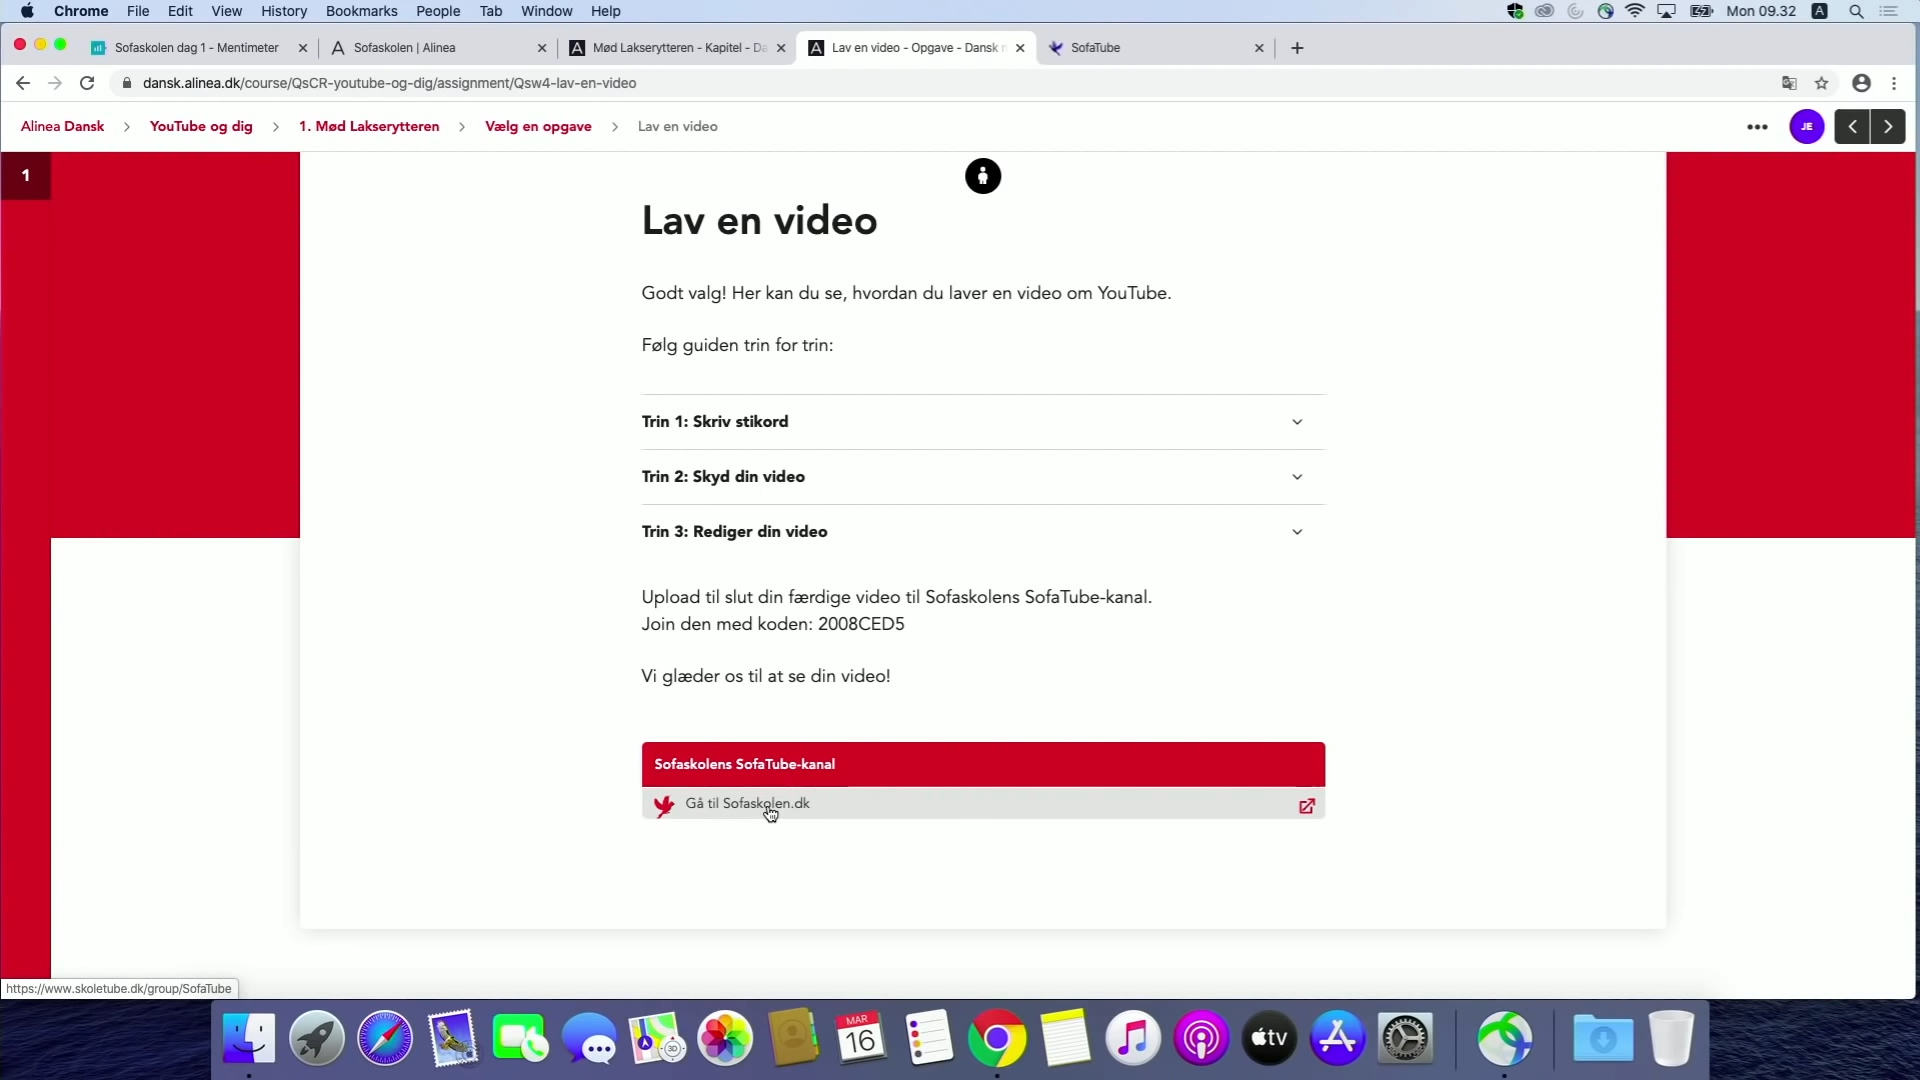 Chrome File Edit View History Bookmarks People Tab Window Help Mon 09.32 A
Sofaskolen dag 1 - Mentimeter
Sofaskolen | Alinea
Mød Lakserytteren - Kapitel - Da
Lav en video - Opgave - Dansk
SofaTube
dansk.alinea.dk/course/QsCR-youtube-og-dig/assignment/Qsw4-lav-en-video
Alinea Dansk > YouTube og dig > 1. Mød Lakserytteren > Vælg en opgave > Lav en video
JE
1
Lav en video
Godt valg! Her kan du se, hvordan du laver en video om YouTube.
Følg guiden trin for trin:
Trin 1: Skriv stikord
Trin 2: Skyd din video
Trin 3: Rediger din video
Upload til slut din færdige video til Sofaskolens SofaTube-kanal.
Join den med koden: 2008CED5
Vi glæder os til at se din video!
Sofaskolens SofaTube-kanal
Gå til Sofaskolen.dk
https://www.skoletube.dk/group/SofaTube
3D
MAR
16
tv